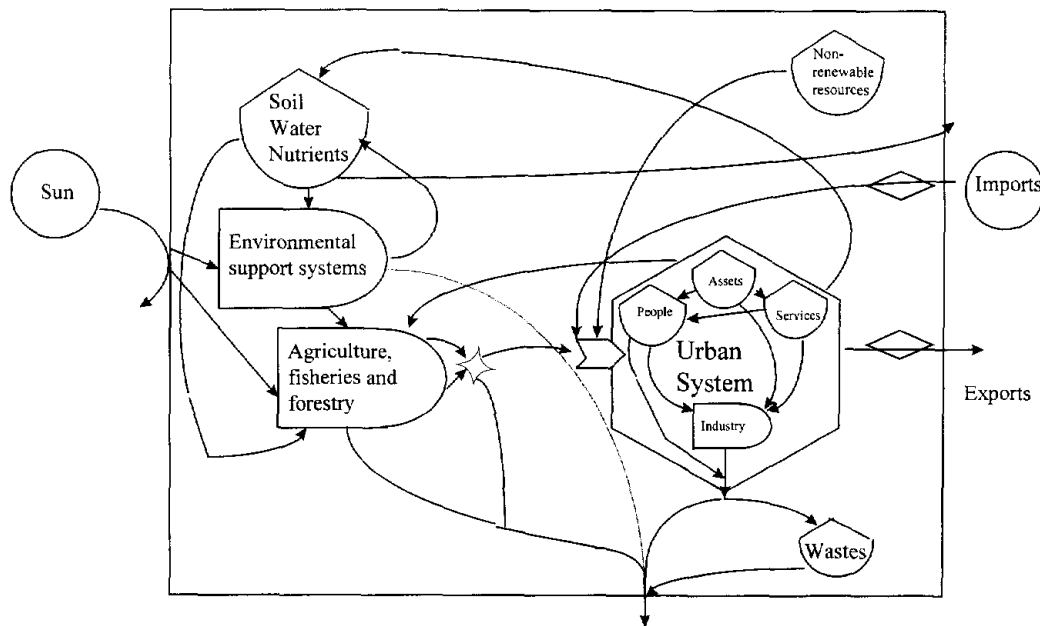 Non-
renewable
resources
Soil
Water
Nutrients
Sun
Imports
Environmental
support systems
Assets
People
Services
Urban
System
Agriculture,
fisheries and
forestry
Exports
Industry
Wastes